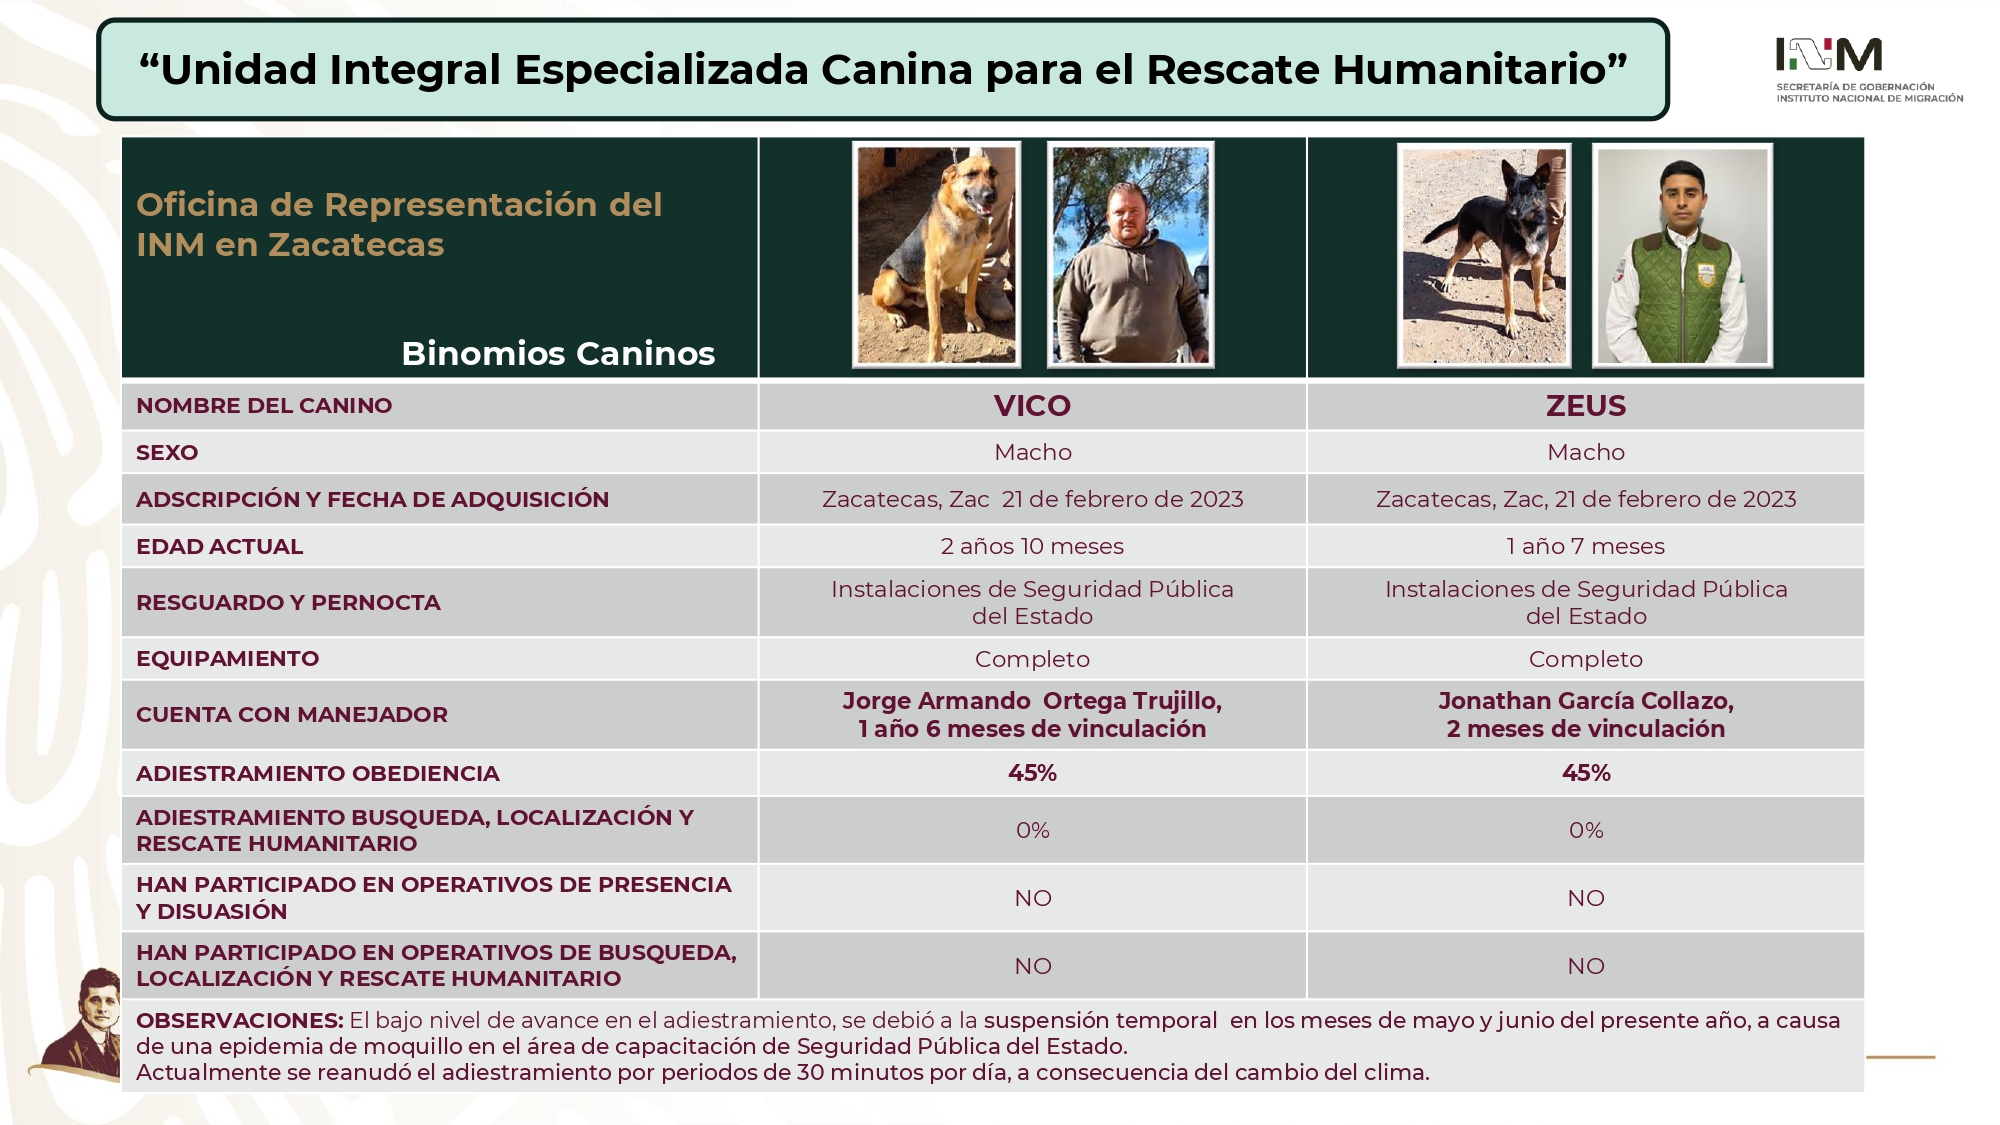 “Unidad Integral Especializada Canina para el Rescate Humanitario”
INM
SECRETARÍA DE GOBERNACIÓN
INSTITUTO NACIONAL DE MIGRACIÓN
Oficina de Representación del
INM en Zacatecas
Binomios Caninos
NOMBRE DEL CANINO VICO ZEUS
SEXO Macho Macho
ADSCRIPCIÓN Y FECHA DE ADQUISICIÓN Zacatecas, Zac 21 de febrero de 2023 Zacatecas, Zac, 21 de febrero de 2023
EDAD ACTUAL 2 años 10 meses 1 año 7 meses
RESGUARDO Y PERNOCTA
Instalaciones de Seguridad Pública
del Estado
Instalaciones de Seguridad Pública
del Estado
EQUIPAMIENTO Completo Completo
CUENTA CON MANEJADOR
Jorge Armando Ortega Trujillo,
1 año 6 meses de vinculación
Jonathan García Collazo,
2 meses de vinculación
ADIESTRAMIENTO OBEDIENCIA 45% 45%
ADIESTRAMIENTO BUSQUEDA, LOCALIZACIÓN Y
RESCATE HUMANITARIO
0% 0%
HAN PARTICIPADO EN OPERATIVOS DE PRESENCIA
Y DISUASIÓN
NO NO
HAN PARTICIPADO EN OPERATIVOS DE BUSQUEDA,
LOCALIZACIÓN Y RESCATE HUMANITARIO
NO NO
OBSERVACIONES: El bajo nivel de avance en el adiestramiento, se debió a la suspensión temporal en los meses de mayo y junio del presente año, a causa
de una epidemia de moquillo en el área de capacitación de Seguridad Pública del Estado.
Actualmente se reanudó el adiestramiento por periodos de 30 minutos por día, a consecuencia del cambio del clima.